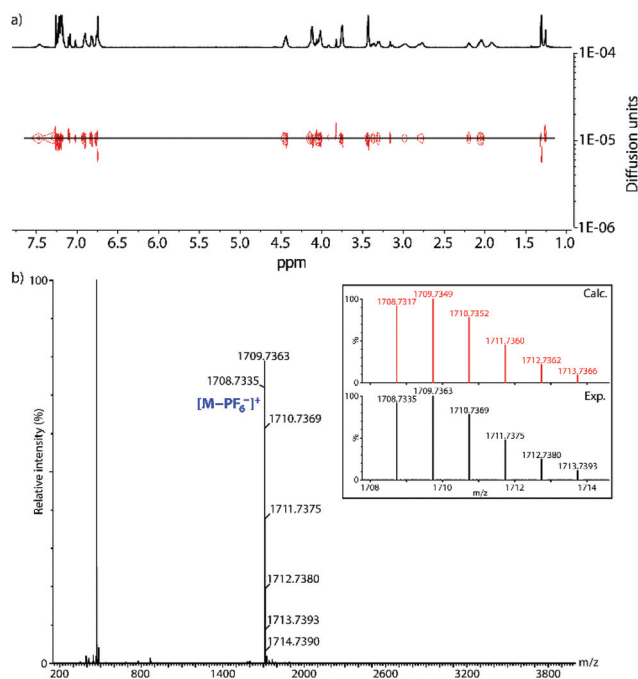 a)
1E-04
1E-05
1E-06
Diffusion units
7.5 7.0 6.5 6.0 5.5 5.0 4.5 4.0 3.5 3.0 2.5 2.0 1.5 1.0
ppm
b)
100
Relative intensity (%)
0
1709.7363
1708.7335
[M−PF6−]+
1710.7369
1711.7375
1712.7380
1713.7393
1714.7390
200 800 1400 2000 2600 3200 3800
m/z
Calc.
100
%
0
1708.7317
1709.7349
1710.7352
1711.7360
1712.7362
1713.7366
Exp.
100
%
0
1708.7335
1709.7363
1710.7369
1711.7375
1712.7380
1713.7393
1708 1710 1712 1714
m/z